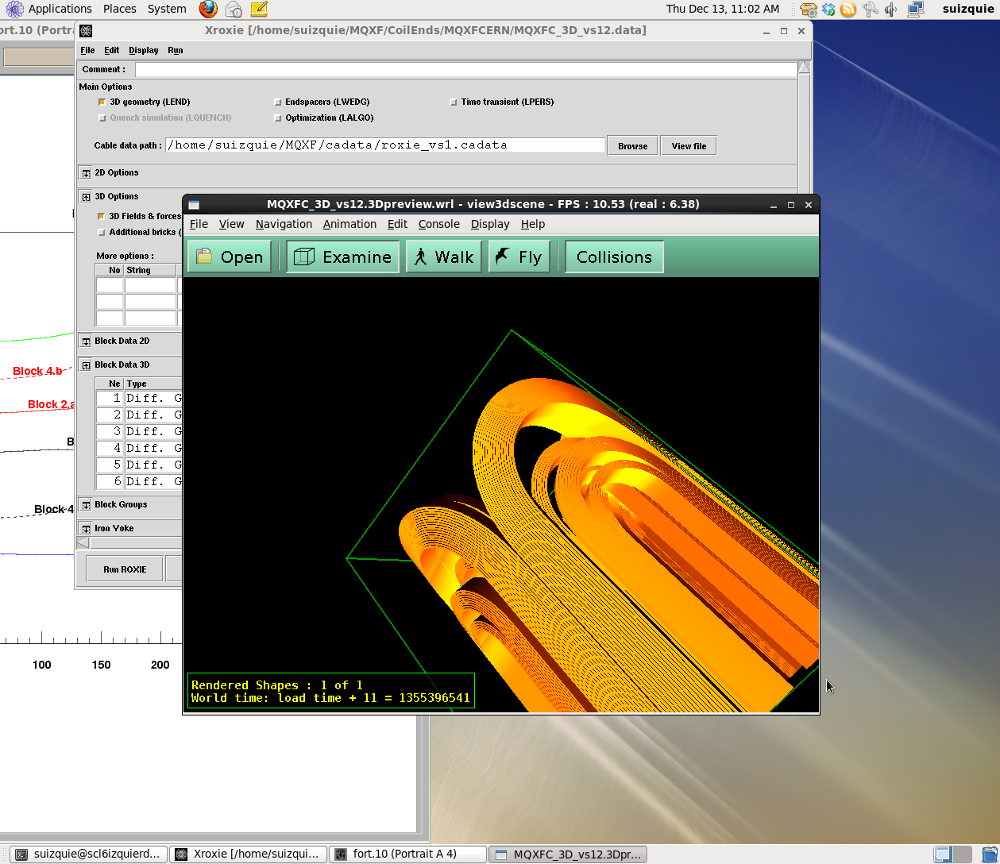 Applications Places System
Thu Dec 13, 11:02 AM
suizquie
ort.10 (Portra
Xroxie [/home/suizquie/MQXF/CoilEnds/MQXFCERN/MQXFC_3D_vs12.data]
File Edit Display Run
Comment :
Main Options
3D geometry (LEND) Endspacers (LWEDG) Time transient (LPERS)
Quench simulation (LQUENCH) Optimization (LALGO)
Cable data path : /home/suizquie/MQXF/cadata/roxie_vs1.cadata Browse View file
2D Options
3D Options
3D Fields & forces
Additional bricks (
More options :
No String
Block Data 2D
Block Data 3D
Ne Type
1 Diff. G
2 Diff. G
3 Diff. G
4 Diff. G
5 Diff. G
6 Diff. G
Block Groups
Iron Yoke
Run ROXIE
Block 4.b
Block 2.a
B
Block 4
100 150 200
MQXFC_3D_vs12.3Dpreview.wrl - view3dscene - FPS : 10.53 (real : 6.38)
File View Navigation Animation Edit Console Display Help
Open Examine Walk Fly Collisions
Rendered Shapes : 1 of 1
World time: load time + 11 = 1355396541
suizquie@scl6izquierd... Xroxie [/home/suizqui... fort.10 (Portrait A 4) MQXFC_3D_vs12.3Dpr...